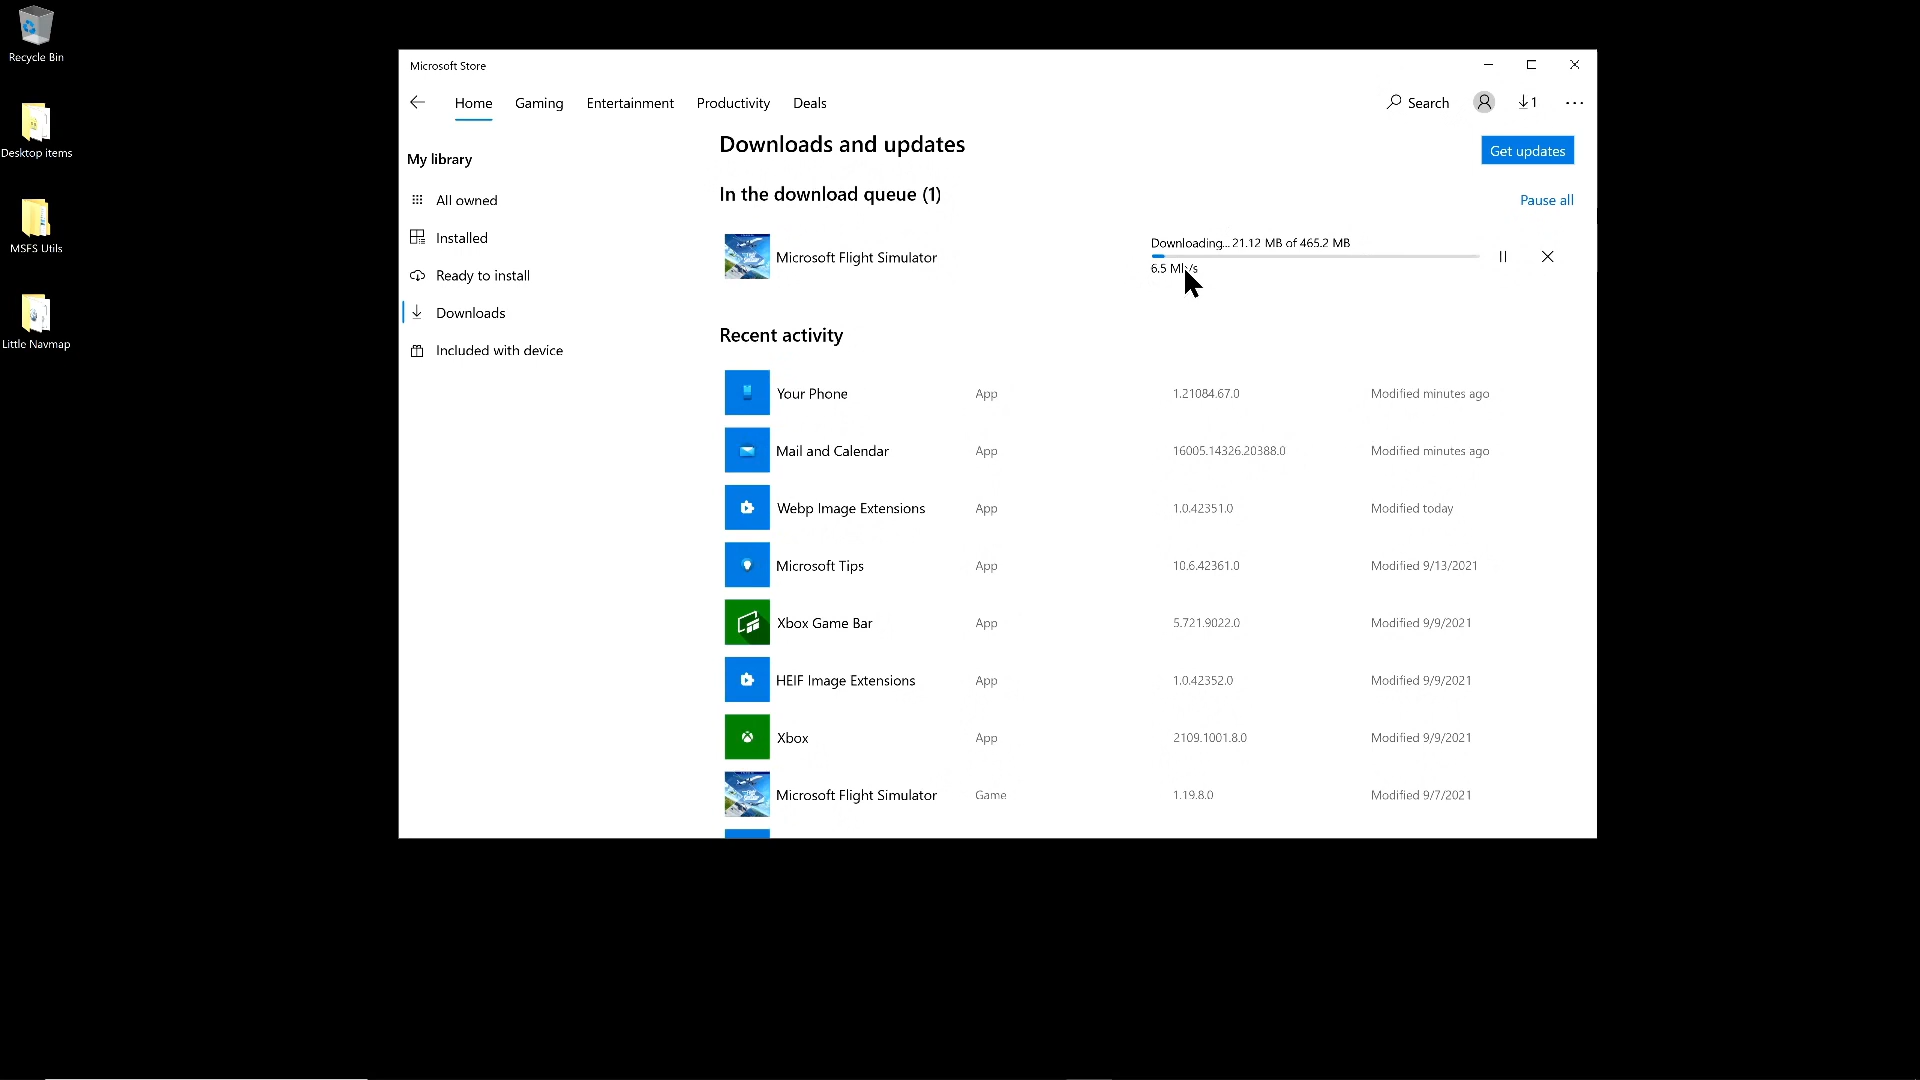 Recycle Bin
Desktop items
MSFS Utils
Little Navmap
Microsoft Store
Home Gaming Entertainment Productivity Deals Search 1
My library
All owned
Installed
Ready to install
Downloads
Included with device
Downloads and updates
Get updates
In the download queue (1)
Pause all
Microsoft Flight Simulator
Downloading... 21.12 MB of 465.2 MB
6.5
Recent activity
Your Phone App 1.21084.67.0 Modified minutes ago
Mail and Calendar App 16005.14326.20388.0 Modified minutes ago
Webp Image Extensions App 1.0.42351.0 Modified today
Microsoft Tips App 10.6.42361.0 Modified 9/13/2021
Xbox Game Bar App 5.721.9022.0 Modified 9/9/2021
HEIF Image Extensions App 1.0.42352.0 Modified 9/9/2021
Xbox App 2109.1001.8.0 Modified 9/9/2021
Microsoft Flight Simulator Game 1.19.8.0 Modified 9/7/2021